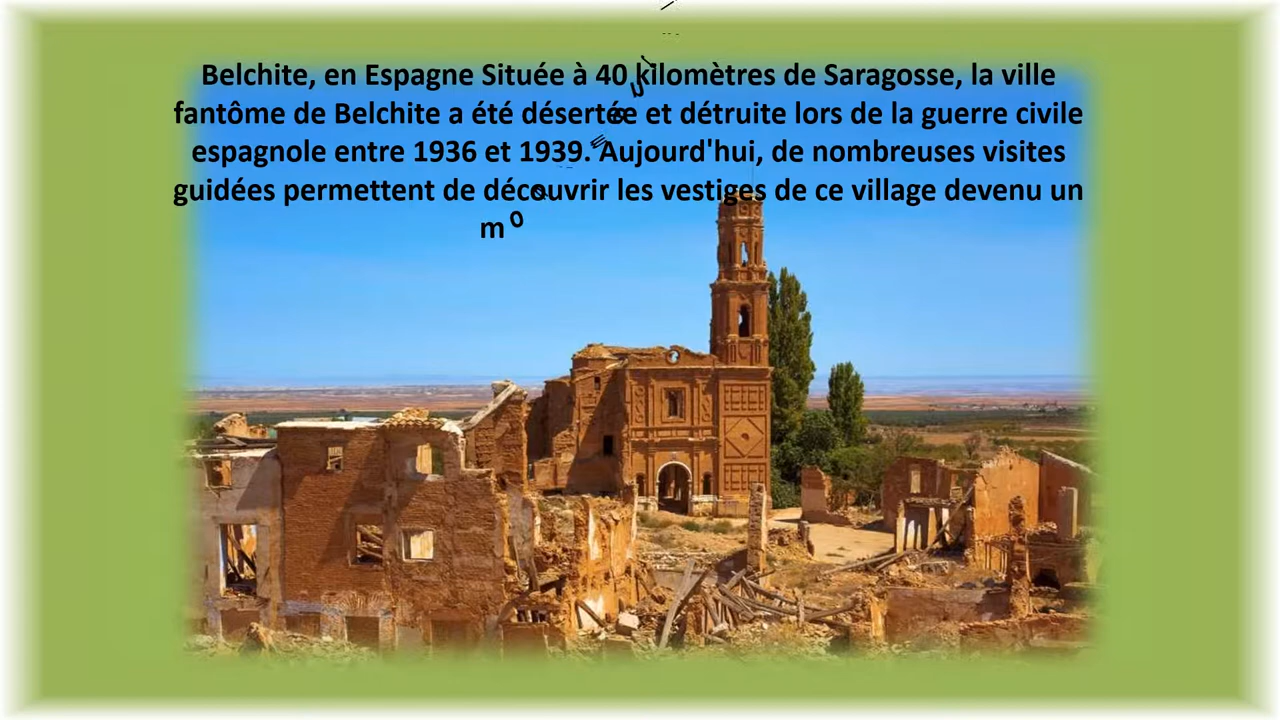 Belchite, en Espagne Située à 40 kilomètres de Saragosse, la ville
fantôme de Belchite a été désertée et détruite lors de la guerre civile
espagnole entre 1936 et 1939. Aujourd'hui, de nombreuses visites
guidées permettent de découvrir les vestiges de ce village devenu un